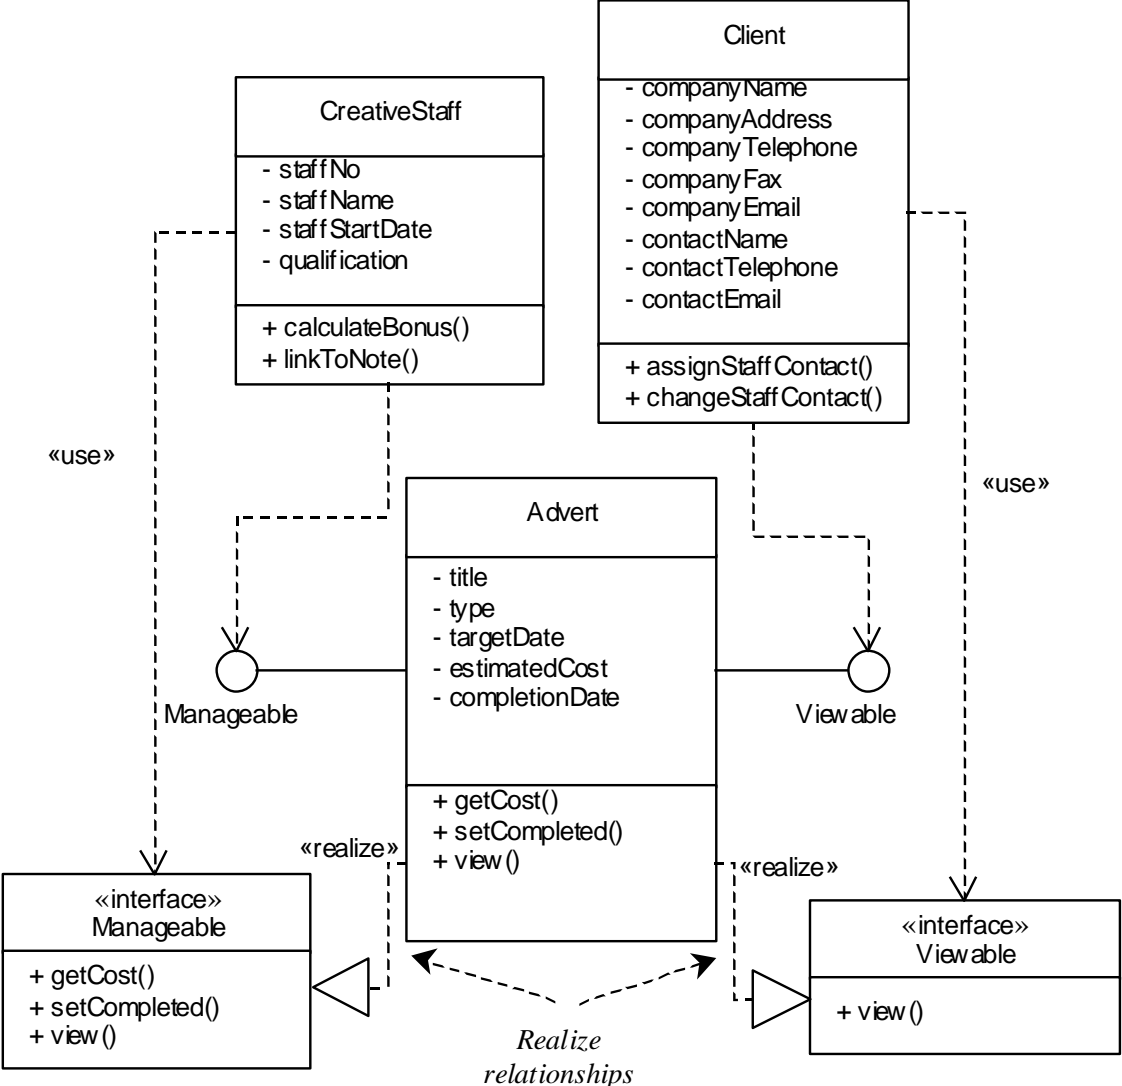 Client
- companyName
- companyAddress
- companyTelephone
- companyFax
- companyEmail
- contactName
- contactTelephone
- contactEmail
+ assignStaffContact()
+ changeStaffContact()
CreativeStaff
- staffNo
- staffName
- staffStartDate
- qualification
+ calculateBonus()
+ linkToNote()
«use»
«use»
Advert
- title
- type
- targetDate
- estimatedCost
- completionDate
+ getCost()
+ setCompleted()
+ view()
Manageable
Viewable
«realize»
«realize»
«interface»
Manageable
+ getCost()
+ setCompleted()
+ view()
«interface»
Viewable
+ view()
Realize
relationships